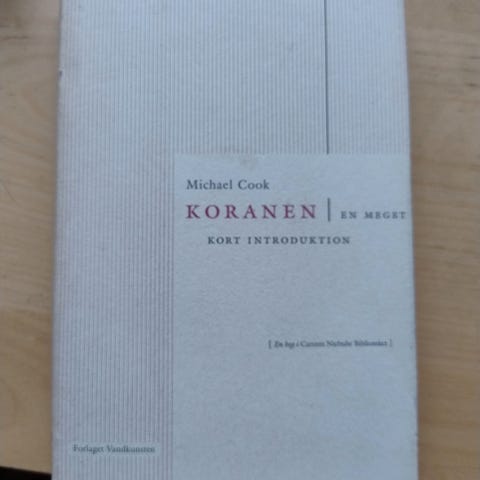 Michael Cook
KORANEN | EN MEGET
KORT INTRODUKTION
[ En bog i Carsten Niebuhr Biblioteket ]
Forlaget Vandkunsten